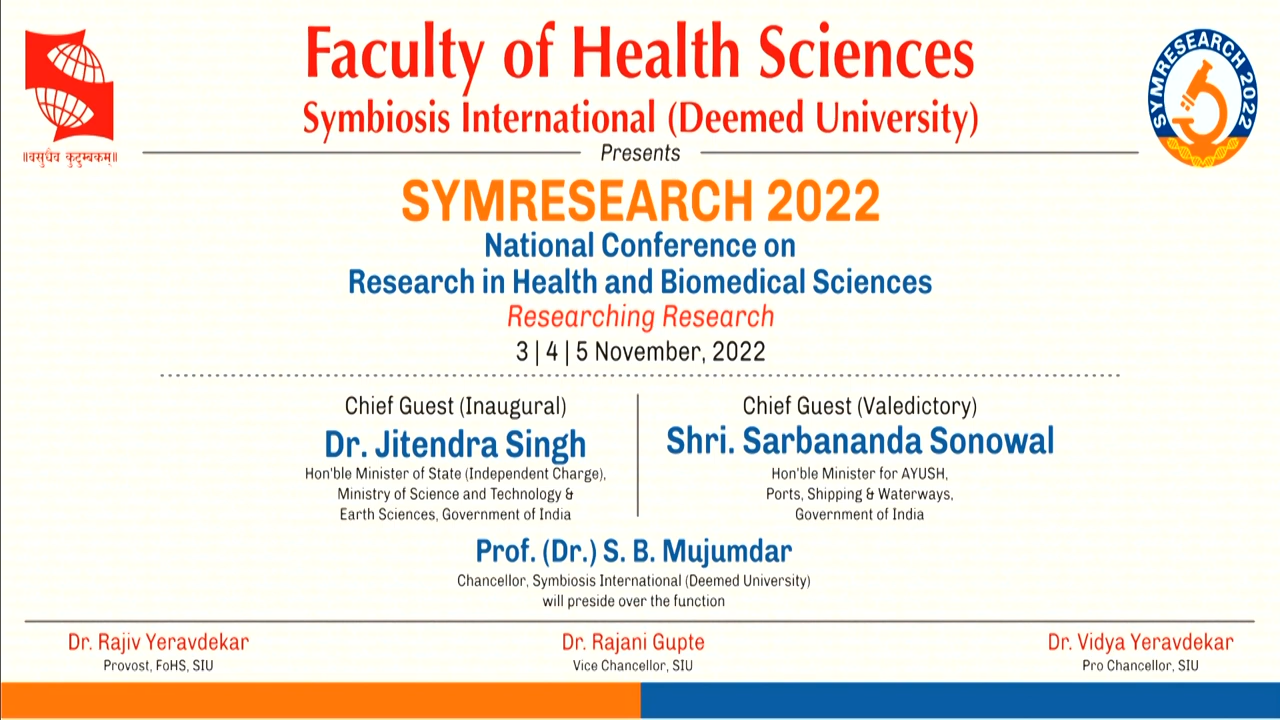 Faculty of Health Sciences
Symbiosis International (Deemed University)
॥वसुधैव कुटुम्बकम्॥
SYMRESEARCH 2022
Presents
SYMRESEARCH 2022
National Conference on
Research in Health and Biomedical Sciences
Researching Research
3 | 4 | 5 November, 2022
Chief Guest (Inaugural)
Dr. Jitendra Singh
Hon'ble Minister of State (Independent Charge),
Ministry of Science and Technology &
Earth Sciences, Government of India
Chief Guest (Valedictory)
Shri. Sarbananda Sonowal
Hon'ble Minister for AYUSH,
Ports, Shipping & Waterways,
Government of India
Prof. (Dr.) S. B. Mujumdar
Chancellor, Symbiosis International (Deemed University)
will preside over the function
Dr. Rajiv Yeravdekar
Provost, FoHS, SIU
Dr. Rajani Gupte
Vice Chancellor, SIU
Dr. Vidya Yeravdekar
Pro Chancellor, SIU